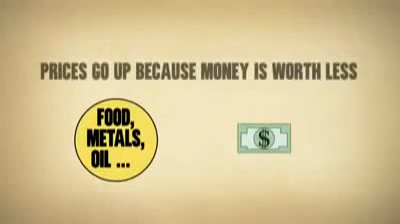 PRICES GO UP BECAUSE MONEY IS WORTH LESS
FOOD,
METALS,
OIL ...
$